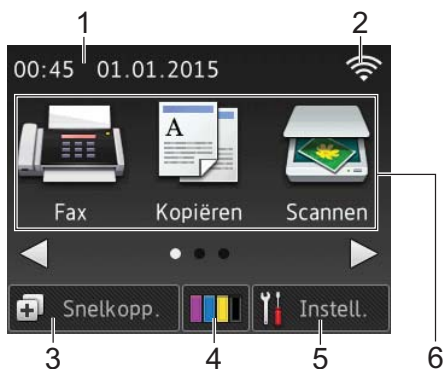 1 2
00:45 01.01.2015
A
Fax Kopiëren Scannen
Snelkopp. Instell.
3 4 5 6